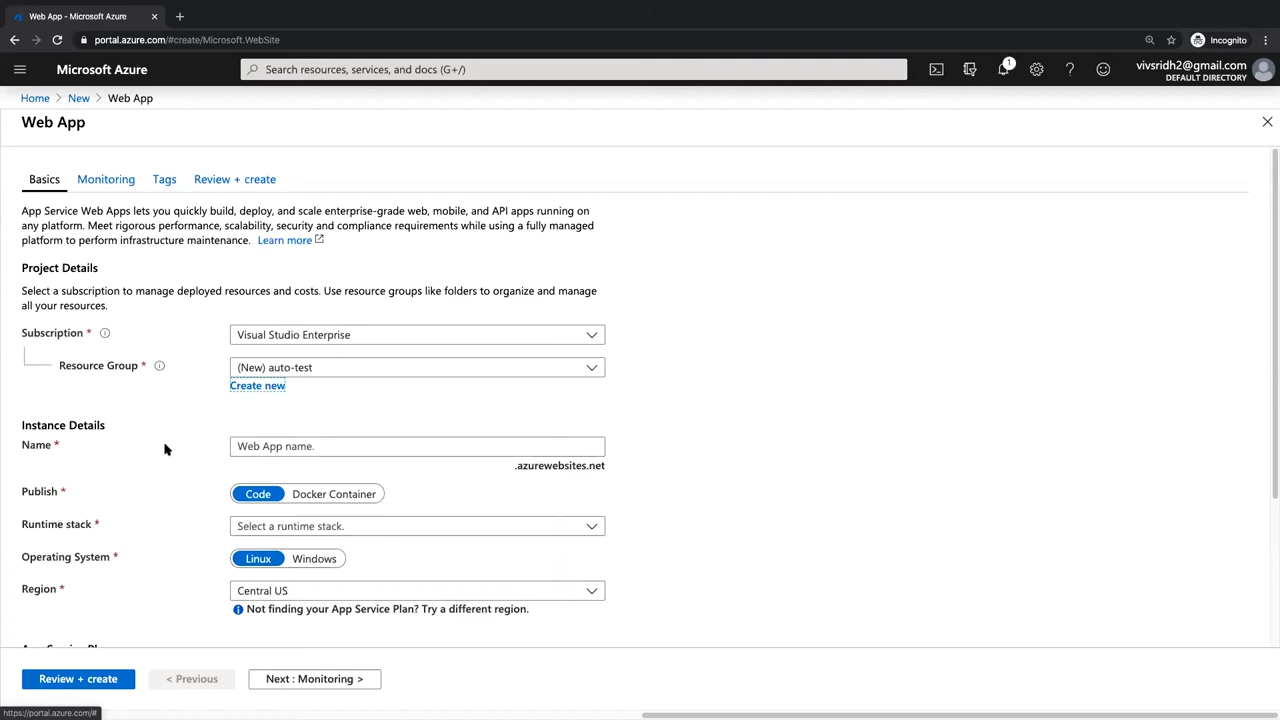 Web App - Microsoft Azure
portal.azure.com/#create/Microsoft.WebSite
Incognito
Microsoft Azure
Search resources, services, and docs (G+/)
1
vivsridh2@gmail.com
DEFAULT DIRECTORY
Home > New > Web App
Web App
Basics Monitoring Tags Review + create
App Service Web Apps lets you quickly build, deploy, and scale enterprise-grade web, mobile, and API apps running on
any platform. Meet rigorous performance, scalability, security and compliance requirements while using a fully managed
platform to perform infrastructure maintenance. Learn more
Project Details
Select a subscription to manage deployed resources and costs. Use resource groups like folders to organize and manage
all your resources.
Subscription * Visual Studio Enterprise
Resource Group * (New) auto-test
Create new
Instance Details
Name * Web App name.
.azurewebsites.net
Publish * Code Docker Container
Runtime stack * Select a runtime stack.
Operating System * Linux Windows
Region * Central US
Not finding your App Service Plan? Try a different region.
App Service Plan
Review + create < Previous Next : Monitoring >
https://portal.azure.com/#